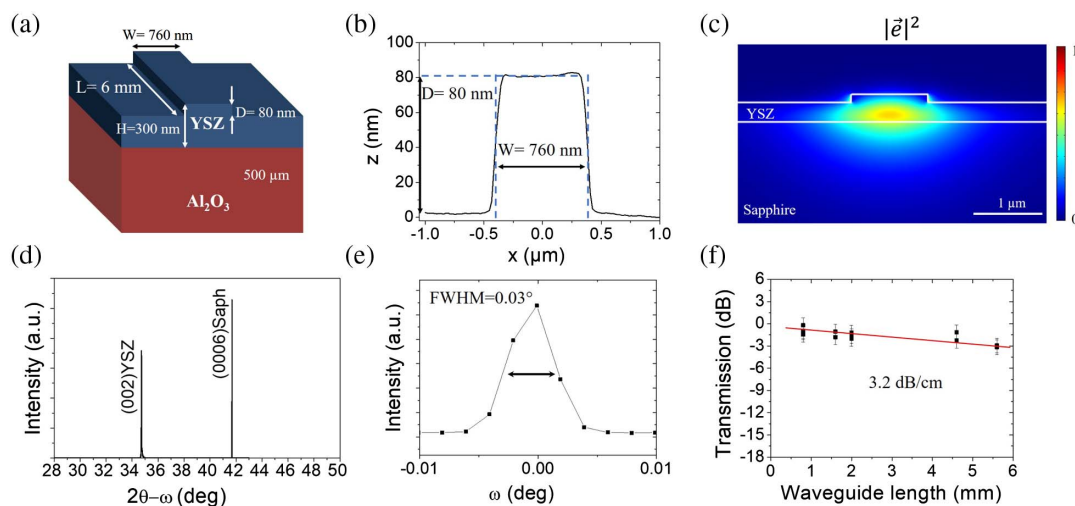 (a)
W= 760 nm
L= 6 mm
D= 80 nm
H=300 nm
YSZ
500 µm
Al₂O₃
(b)
100
80
60
40
20
0
z (nm)
D= 80 nm
W= 760 nm
-1.0 -0.5 0.0 0.5 1.0
x (µm)
(c)
|e⃗|²
YSZ
Sapphire
1 µm
1
0
(d)
Intensity (a.u.)
(002)YSZ
(0006)Saph
28 30 32 34 36 38 40 42 44 46 48 50
2θ−ω (deg)
(e)
FWHM=0.03°
Intensity (a.u.)
-0.01 0.00 0.01
ω (deg)
(f)
6
3
0
-3
-6
-9
-12
-15
-18
Transmission (dB)
3.2 dB/cm
0 1 2 3 4 5 6
Waveguide length (mm)